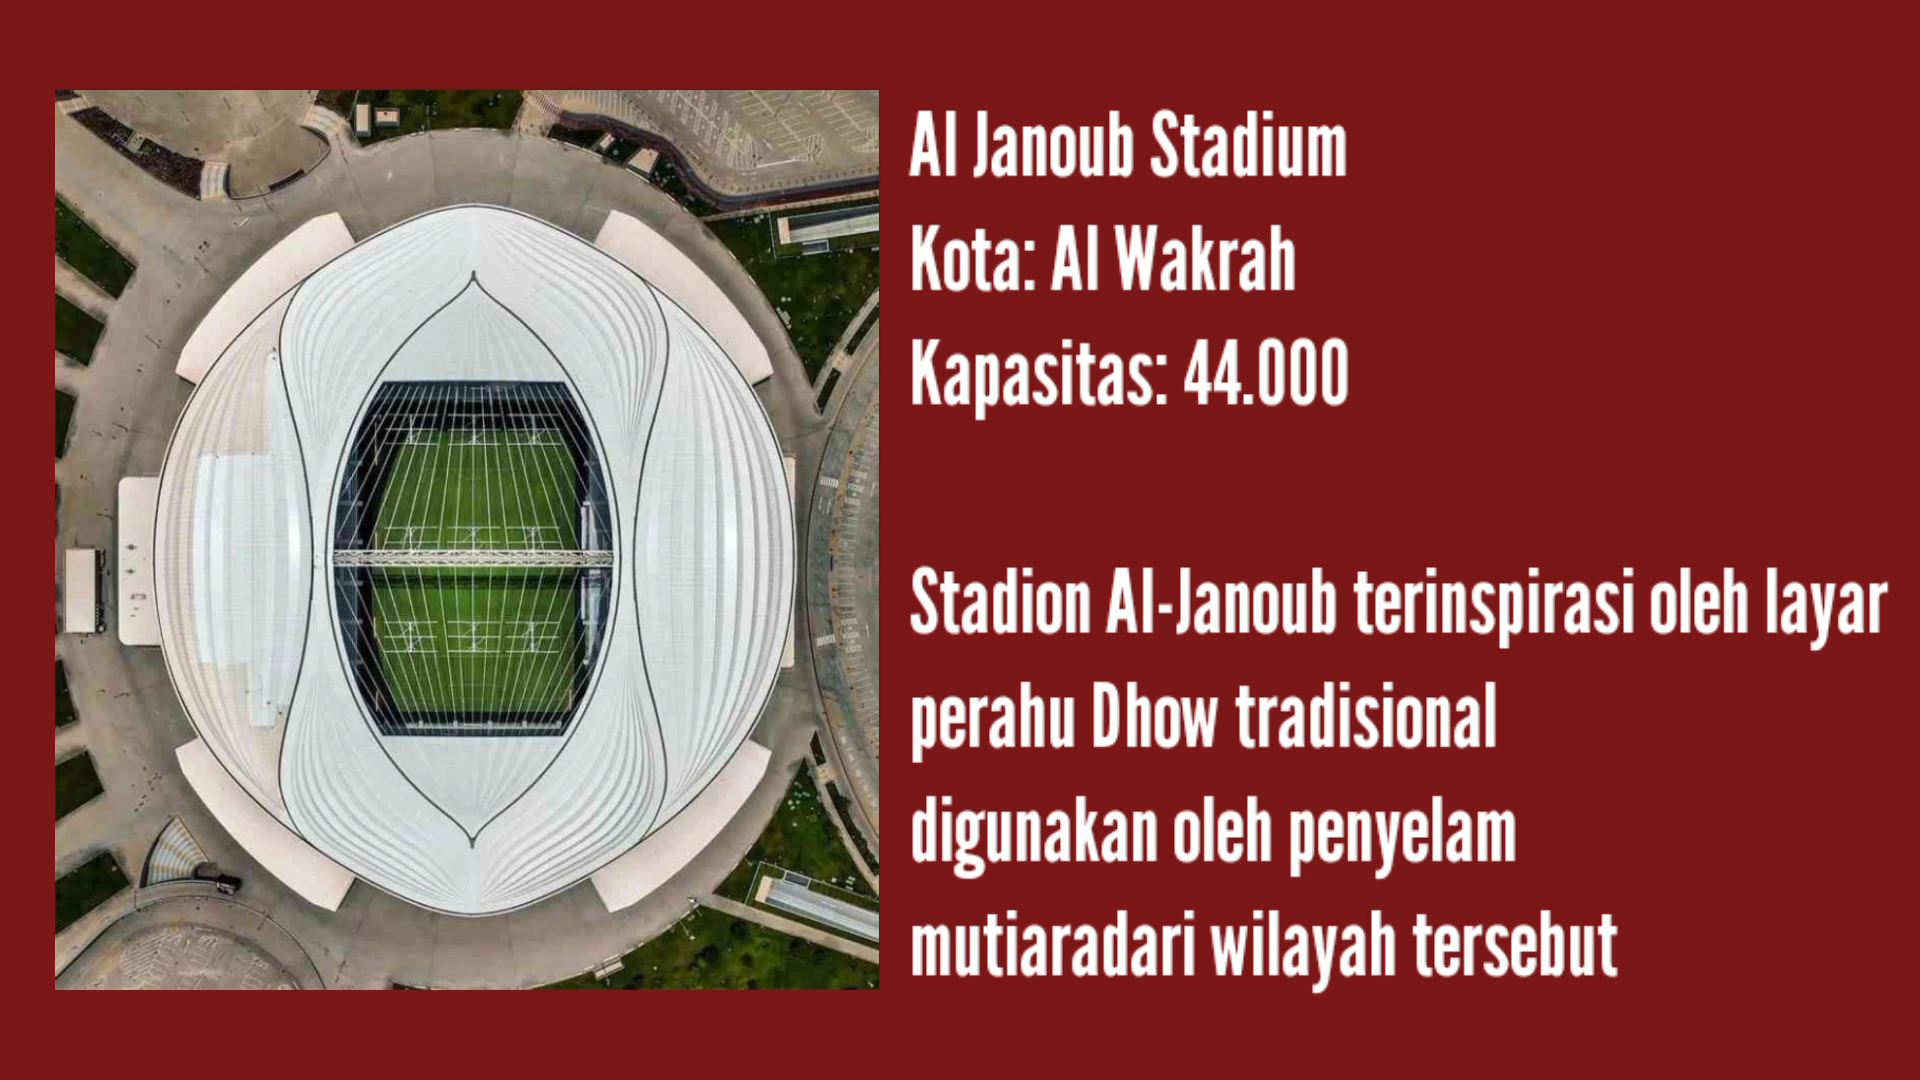 Al Janoub Stadium
Kota: Al Wakrah
Kapasitas: 44.000
Stadion Al-Janoub terinspirasi oleh layar
perahu Dhow tradisional
digunakan oleh penyelam
mutiaradari wilayah tersebut